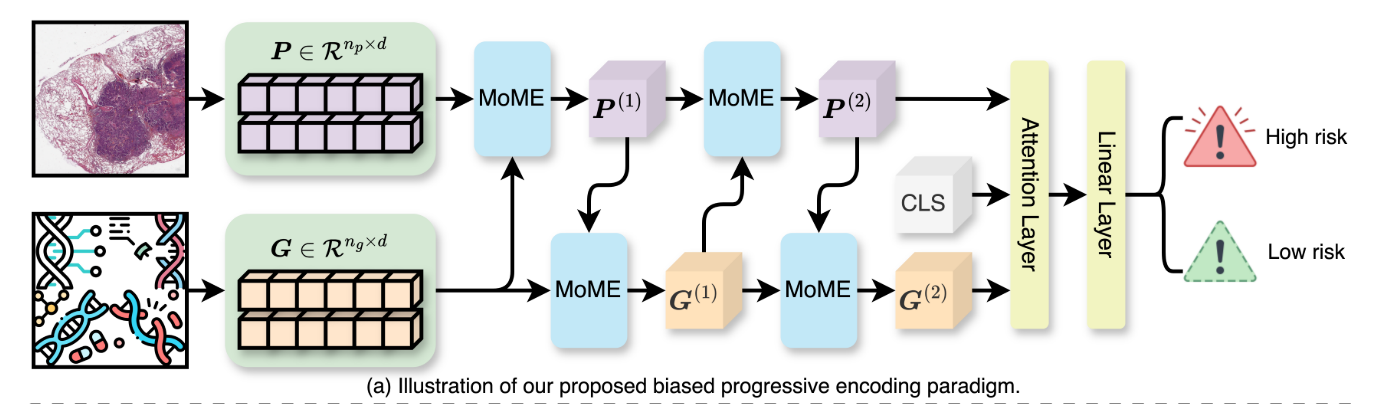 P ∈ R^{n_p×d}
MoME
P^{(1)}
MoME
P^{(2)}
Attention Layer
Linear Layer
High risk
CLS
G ∈ R^{n_g×d}
MoME
G^{(1)}
MoME
G^{(2)}
Low risk
(a) Illustration of our proposed biased progressive encoding paradigm.